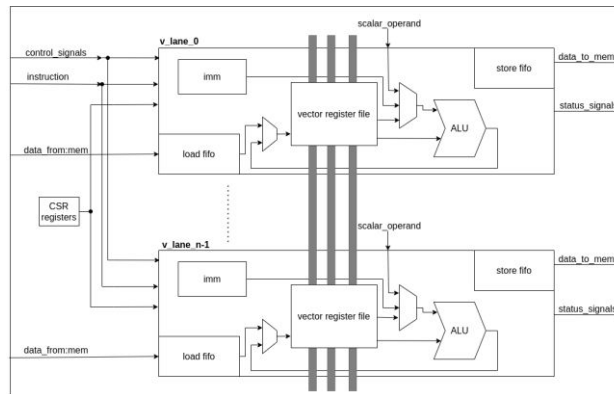 scalar_operand
control_signals
v_lane_0
data_to_mem
store fifo
instruction
imm
status_signals
vector register file
ALU
data_from:mem
load fifo
CSR
registers
scalar_operand
v_lane_n-1
data_to_mem
store fifo
imm
status_signals
vector register file
ALU
data_from:mem
load fifo